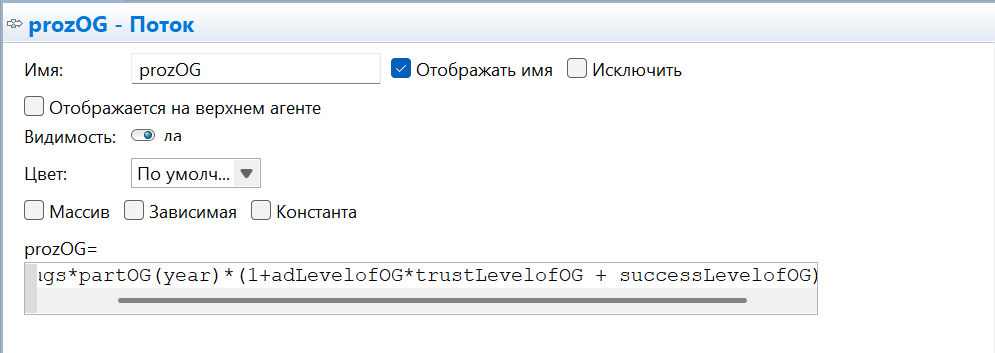 prozOG - Поток
Имя: prozOG Отображать имя Исключить
Отображается на верхнем агенте
Видимость: да
Цвет: По умолч...
Массив Зависимая Константа
prozOG=
ugs*partOG(year)*(1+adLevelofOG*trustLevelofOG + successLevelofOG)